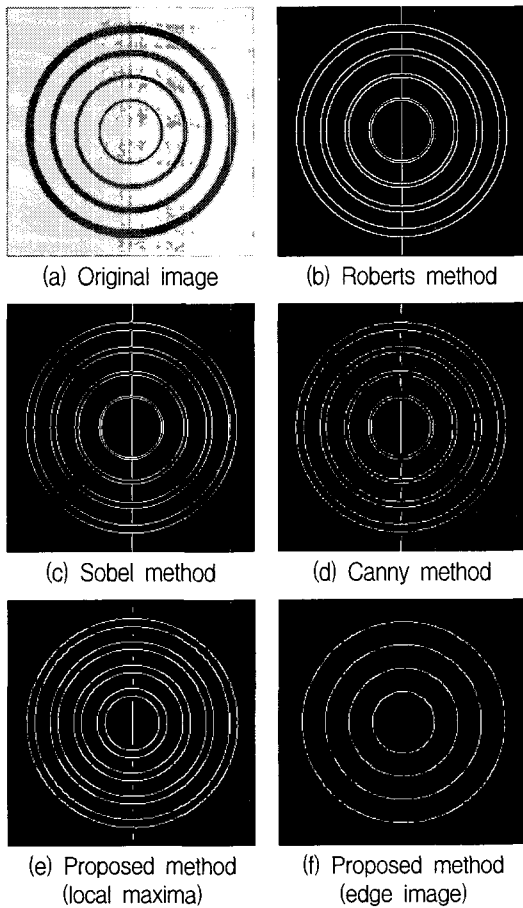 (a) Original image
(b) Roberts method
(c) Sobel method
(d) Canny method
(e) Proposed method
(local maxima)
(f) Proposed method
(edge image)